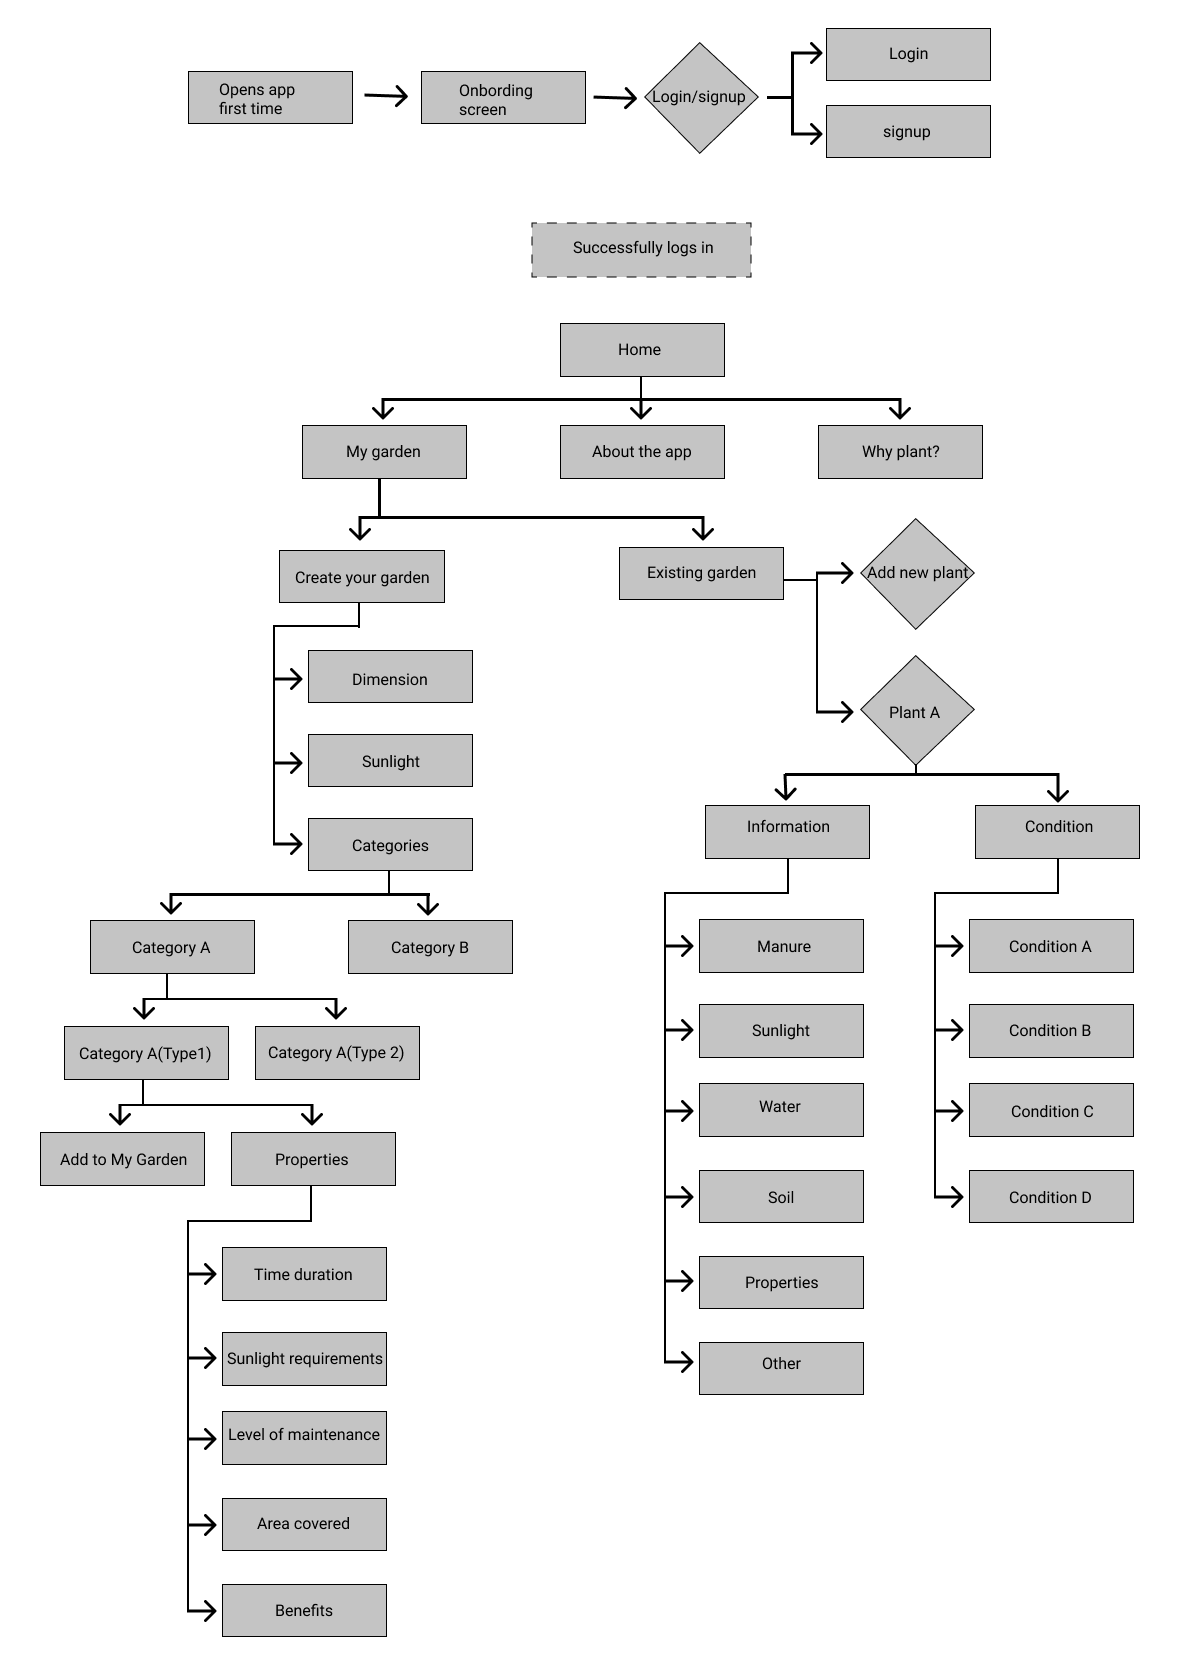 Opens app
first time
Onbording
screen
Login/signup
Login
signup
Successfully logs in
Home
My garden
About the app
Why plant?
Create your garden
Existing garden
Add new plant
Dimension
Sunlight
Categories
Plant A
Information
Condition
Category A
Category B
Category A(Type1)
Category A(Type 2)
Add to My Garden
Properties
Time duration
Sunlight requirements
Level of maintenance
Area covered
Benefits
Manure
Sunlight
Water
Soil
Properties
Other
Condition A
Condition B
Condition C
Condition D